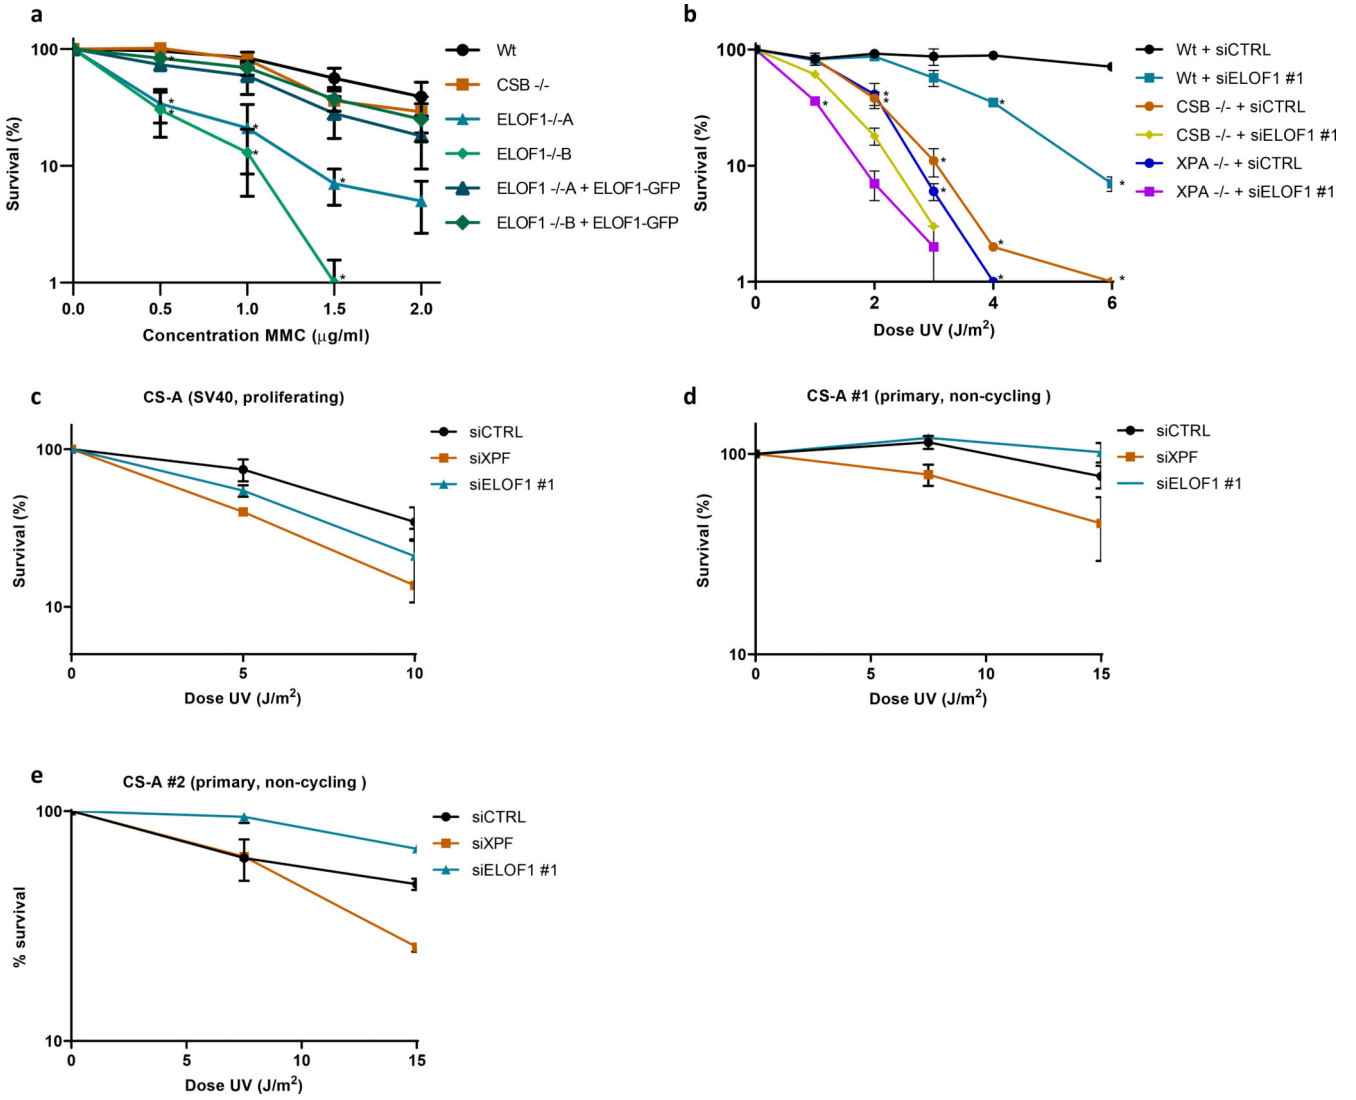 a
Survival (%)
100
10
1
0.0 0.5 1.0 1.5 2.0
Concentration MMC (μg/ml)
Wt
CSB -/-
ELOF1-/-A
ELOF1-/-B
ELOF1 -/-A + ELOF1-GFP
ELOF1 -/-B + ELOF1-GFP
* * * * * * *
b
Survival (%)
100
10
1
0 2 4 6
Dose UV (J/m²)
Wt + siCTRL
Wt + siELOF1 #1
CSB -/- + siCTRL
CSB -/- + siELOF1 #1
XPA -/- + siCTRL
XPA -/- + siELOF1 #1
* * * * * * * * * *
c
CS-A (SV40, proliferating)
Survival (%)
100
10
0 5 10
Dose UV (J/m²)
siCTRL
siXPF
siELOF1 #1
d
CS-A #1 (primary, non-cycling )
Survival (%)
100
10
0 5 10 15
Dose UV (J/m²)
siCTRL
siXPF
siELOF1 #1
e
CS-A #2 (primary, non-cycling )
% survival
100
10
0 5 10 15
Dose UV (J/m²)
siCTRL
siXPF
siELOF1 #1